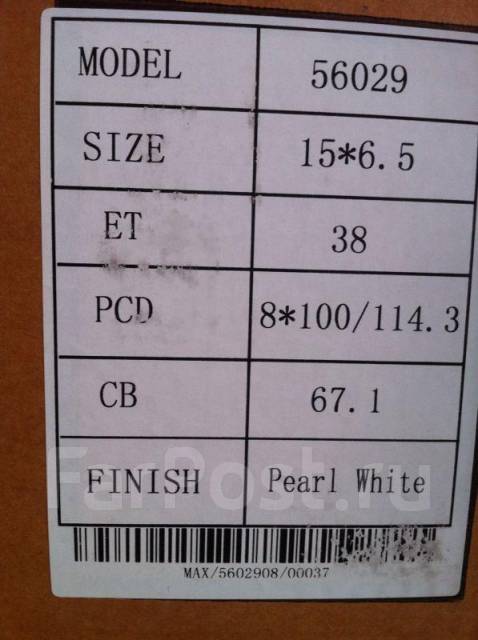 MODEL 56029
SIZE 15*6.5
ET 38
PCD 8*100/114.3
CB 67.1
FINISH Pearl White
FarPost.ru
MAX/5602908/00037